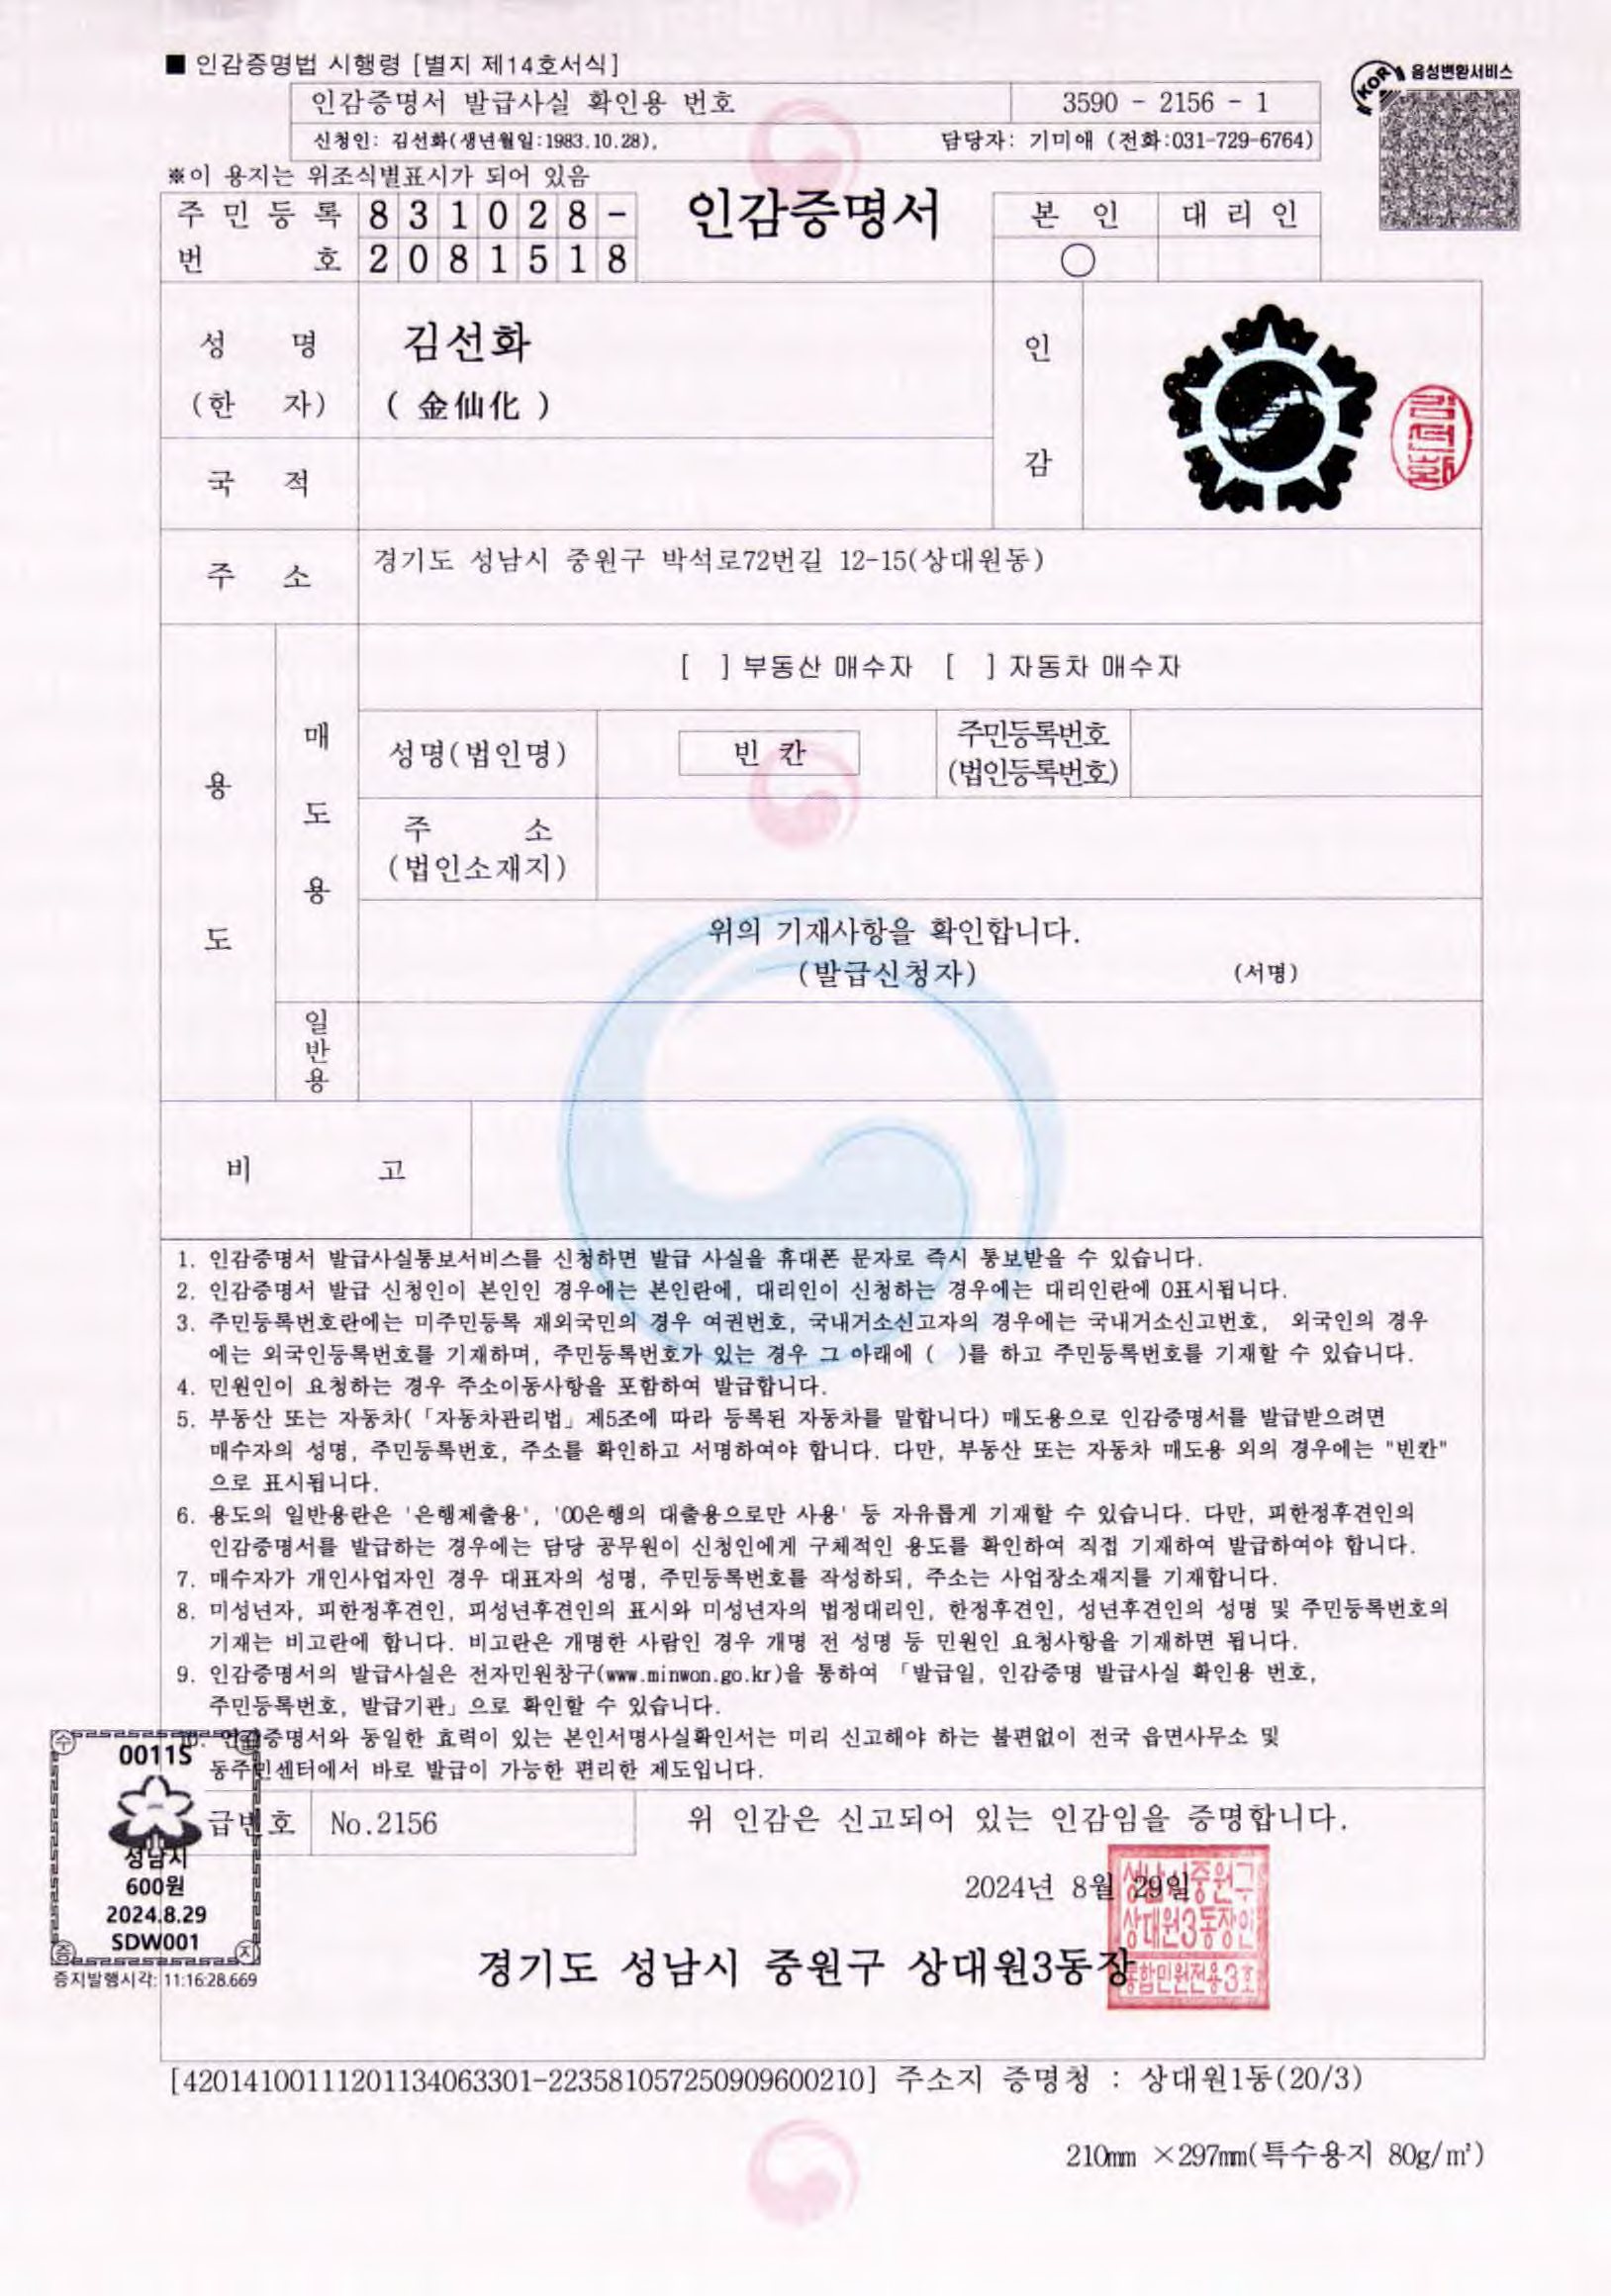 ■ 인감증명법 시행령 [별지 제14호서식]
음성변환서비스
KOR
인감증명서 발급사실 확인용 번호 3590 - 2156 - 1
신청인: 김선화(생년월일:1983.10.28), 담당자: 기미애 (전화:031-729-6764)
※이 용지는 위조식별표시가 되어 있음
주민등록 831028-
번 호 2081518
인감증명서
본 인 대 리 인
○
성 명 김선화
(한 자) ( 金仙化 )
인
감
김선화
국 적
주 소 경기도 성남시 중원구 박석로72번길 12-15(상대원동)
용
도
매
도
용
[ ] 부동산 매수자 [ ] 자동차 매수자
성명(법인명) 빈 칸 주민등록번호
(법인등록번호)
주 소
(법인소재지)
위의 기재사항을 확인합니다.
(발급신청자) (서명)
일
반
용
비 고
1. 인감증명서 발급사실통보서비스를 신청하면 발급 사실을 휴대폰 문자로 즉시 통보받을 수 있습니다.
2. 인감증명서 발급 신청인이 본인인 경우에는 본인란에, 대리인이 신청하는 경우에는 대리인란에 0표시됩니다.
3. 주민등록번호란에는 미주민등록 재외국민의 경우 여권번호, 국내거소신고자의 경우에는 국내거소신고번호, 외국인의 경우
에는 외국인등록번호를 기재하며, 주민등록번호가 있는 경우 그 아래에 ( )를 하고 주민등록번호를 기재할 수 있습니다.
4. 민원인이 요청하는 경우 주소이동사항을 포함하여 발급합니다.
5. 부동산 또는 자동차(「자동차관리법」제5조에 따라 등록된 자동차를 말합니다) 매도용으로 인감증명서를 발급받으려면
매수자의 성명, 주민등록번호, 주소를 확인하고 서명하여야 합니다. 다만, 부동산 또는 자동차 매도용 외의 경우에는 "빈칸"
으로 표시됩니다.
6. 용도의 일반용란은 '은행제출용', '00은행의 대출용으로만 사용' 등 자유롭게 기재할 수 있습니다. 다만, 피한정후견인의
인감증명서를 발급하는 경우에는 담당 공무원이 신청인에게 구체적인 용도를 확인하여 직접 기재하여 발급하여야 합니다.
7. 매수자가 개인사업자인 경우 대표자의 성명, 주민등록번호를 작성하되, 주소는 사업장소재지를 기재합니다.
8. 미성년자, 피한정후견인, 피성년후견인의 표시와 미성년자의 법정대리인, 한정후견인, 성년후견인의 성명 및 주민등록번호의
기재는 비고란에 합니다. 비고란은 개명한 사람인 경우 개명 전 성명 등 민원인 요청사항을 기재하면 됩니다.
9. 인감증명서의 발급사실은 전자민원창구(www.minwon.go.kr)을 통하여 「발급일, 인감증명 발급사실 확인용 번호,
주민등록번호, 발급기관」으로 확인할 수 있습니다.
10. 인감증명서와 동일한 효력이 있는 본인서명사실확인서는 미리 신고해야 하는 불편없이 전국 읍면사무소 및
동주민센터에서 바로 발급이 가능한 편리한 제도입니다.
수
00115
성남시
600원
2024.8.29
SDW001
증 지
증지발행시각: 11:16:28.669
급번호 No.2156 위 인감은 신고되어 있는 인감임을 증명합니다.
2024년 8월 29일
경기도 성남시 중원구 상대원3동장
성남시중원구
상대원3동장인
통합민원전용3호
[42014100111201134063301-223581057250909600210] 주소지 증명청 : 상대원1동(20/3)
210mm ×297mm(특수용지 80g/㎡)